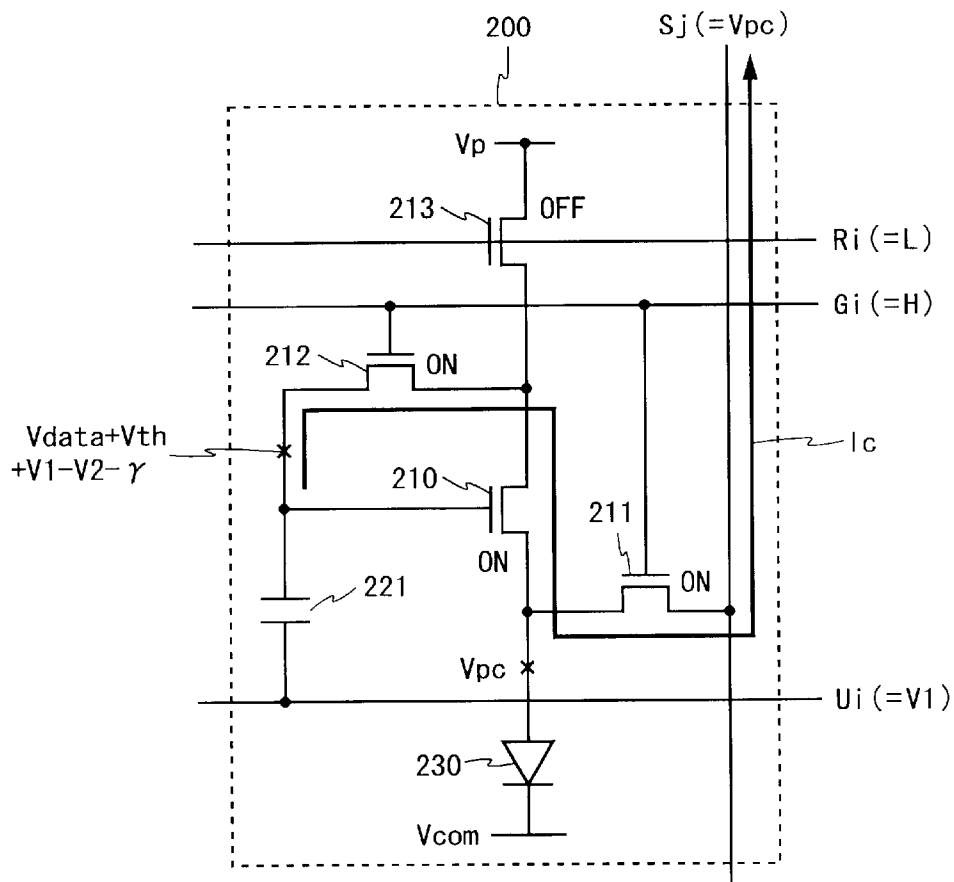 200
Sj(=Vpc)
Vp
213
OFF
Ri(=L)
Gi(=H)
212
ON
Vdata+Vth
+V1-V2-γ
Ic
210
211
ON
ON
221
Vpc
Ui(=V1)
230
Vcom